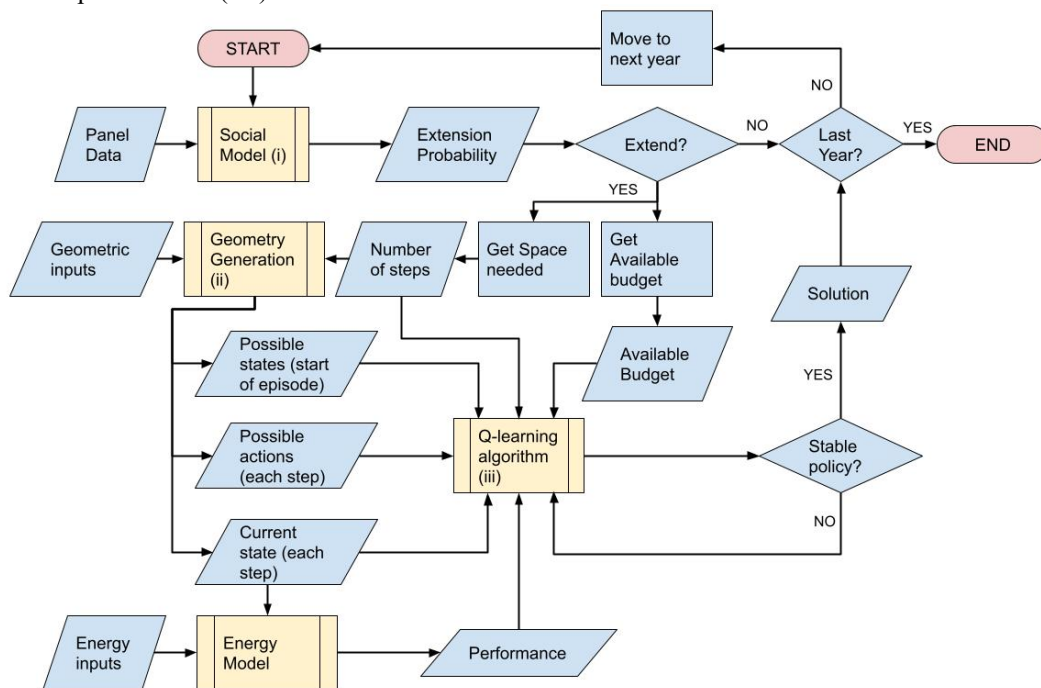 START
Move to
next year
NO
Panel
Data
Social
Model (i)
Extension
Probability
Extend?
NO
Last
Year?
YES
END
YES
Geometric
inputs
Geometry
Generation
(ii)
Number
of steps
Get Space
needed
Get
Available
budget
Solution
Possible
states (start
of episode)
Available
Budget
YES
Possible
actions
(each step)
Q-learning
algorithm
(iii)
Stable
policy?
NO
Current
state (each
step)
Energy
inputs
Energy
Model
Performance